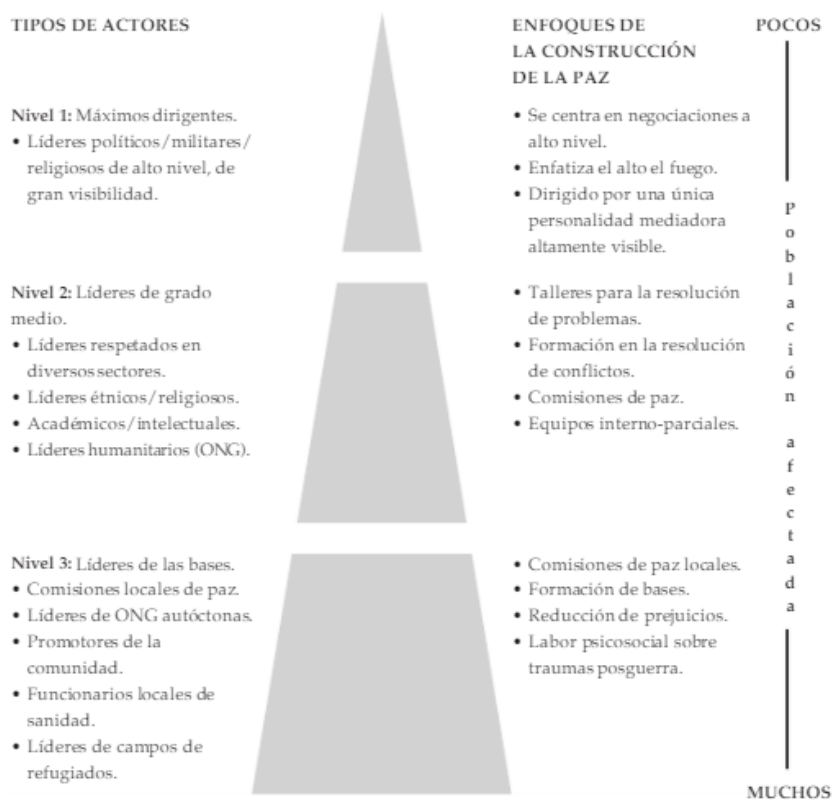 TIPOS DE ACTORES
Nivel 1: Máximos dirigentes.
• Líderes políticos/militares/
religiosos de alto nivel, de
gran visibilidad.
Nivel 2: Líderes de grado
medio.
• Líderes respetados en
diversos sectores.
• Líderes étnicos/religiosos.
• Académicos/intelectuales.
• Líderes humanitarios (ONG).
Nivel 3: Líderes de las bases.
• Comisiones locales de paz.
• Líderes de ONG autóctonas.
• Promotores de la
comunidad.
• Funcionarios locales de
sanidad.
• Líderes de campos de
refugiados.
ENFOQUES DE
LA CONSTRUCCIÓN
DE LA PAZ
• Se centra en negociaciones a
alto nivel.
• Enfatiza el alto el fuego.
• Dirigido por una única
personalidad mediadora
altamente visible.
• Talleres para la resolución
de problemas.
• Formación en la resolución
de conflictos.
• Comisiones de paz.
• Equipos interno-parciales.
• Comisiones de paz locales.
• Formación de bases.
• Reducción de prejuicios.
• Labor psicosocial sobre
traumas posguerra.
POCOS
Población afectada
MUCHOS